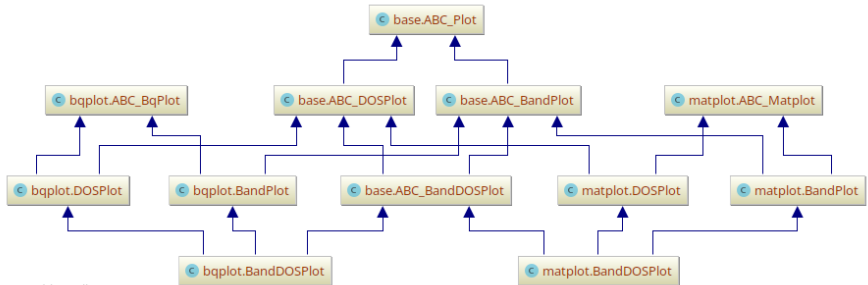 C base.ABC_Plot
C bqplot.ABC_BqPlot C base.ABC_DOSPlot C base.ABC_BandPlot C matplot.ABC_Matplot
C bqplot.DOSPlot C bqplot.BandPlot C base.ABC_BandDOSPlot C matplot.DOSPlot C matplot.BandPlot
C bqplot.BandDOSPlot C matplot.BandDOSPlot